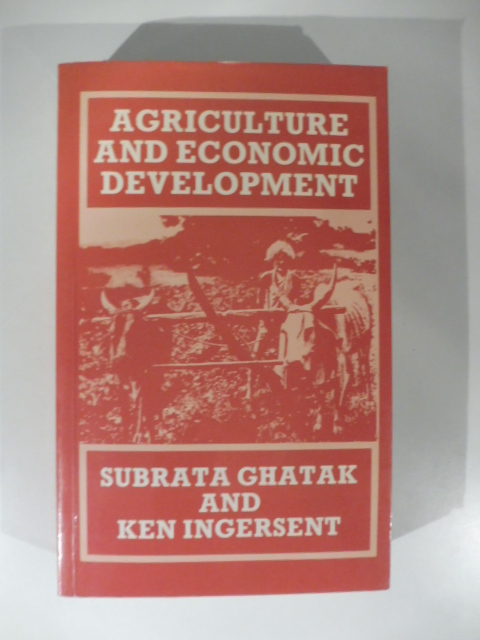 AGRICULTURE
AND ECONOMIC
DEVELOPMENT
SUBRATA GHATAK
AND
KEN INGERSENT